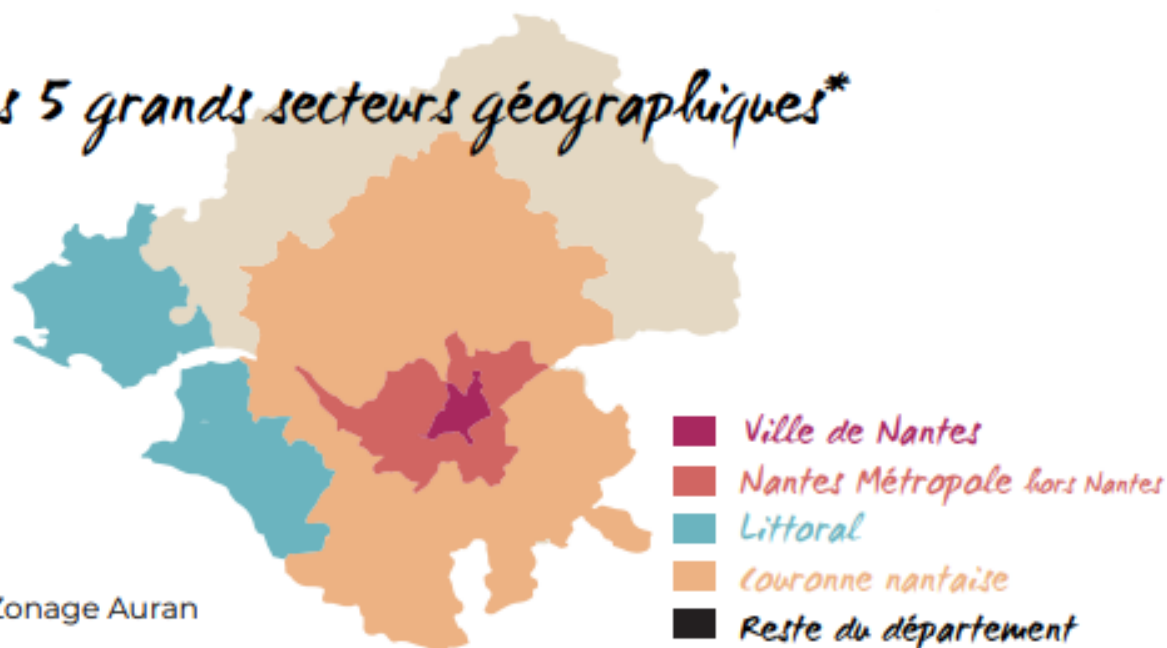 s 5 grands secteurs géographiques*
Ville de Nantes
Nantes Métropole hors Nantes
Littoral
Couronne nantaise
Reste du département
Zonage Auran